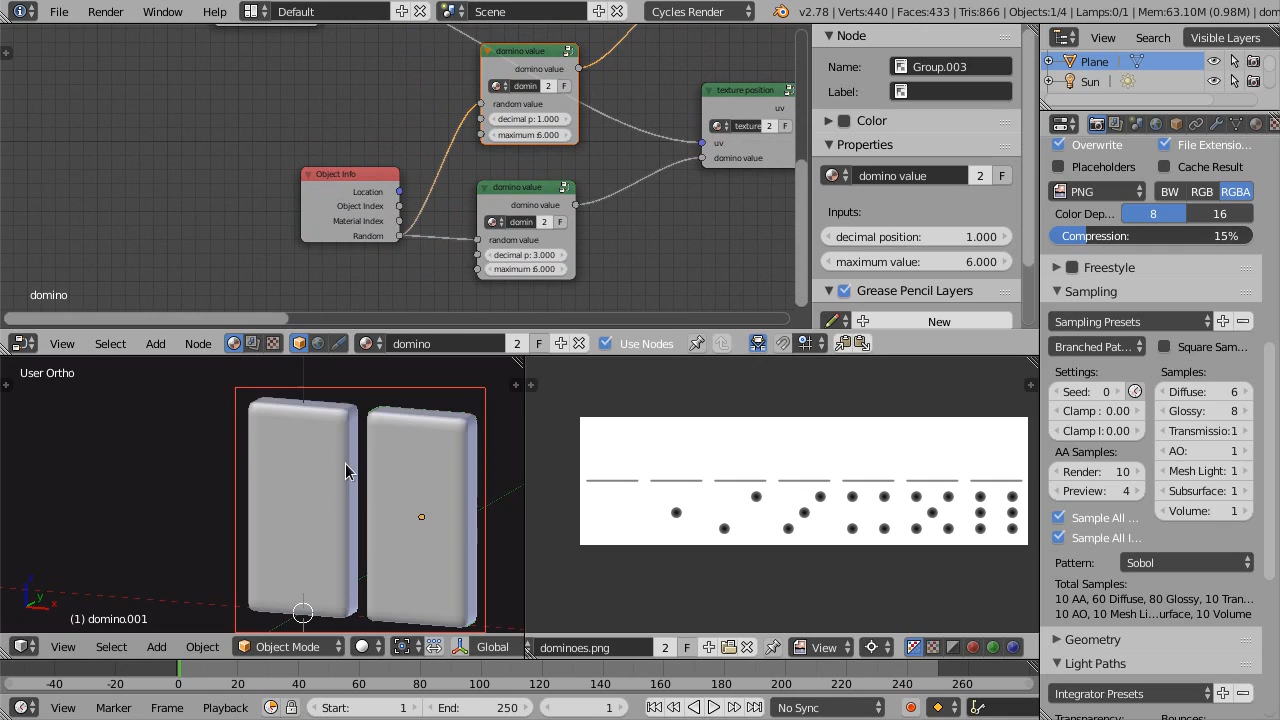 File Render Window Help Default Scene Cycles Render v2.78 | Verts:440 | Faces:433 | Tris:866 | Objects:1/4 | Lamps:0/1 | Mem:63.10M (0.98M) | dom
domino value
domino value
domin 2 F
random value
decimal p: 1.000
maximum :6.000
texture position
uv
texture 2 F
uv
domino value
Object Info
Location
Object Index
Material Index
Random
domino value
domino value
domin 2 F
random value
decimal p: 3.000
maximum :6.000
domino
Node
Name: Group.003
Label:
Color
Properties
domino value 2 F
Inputs:
decimal position: 1.000
maximum value: 6.000
Grease Pencil Layers
New
View Select Add Node domino 2 F Use Nodes
User Ortho
(1) domino.001
View Select Add Object Object Mode Global
dominoes.png 2 F View
-40 -20 0 20 40 60 80 100 120 140 160 180 200 220 240 260
View Marker Frame Playback Start: 1 End: 250 1 No Sync
View Search Visible Layers
Plane
Sun
Overwrite File Extensio...
Placeholders Cache Result
PNG BW RGB RGBA
Color Dep... 8 16
Compression: 15%
Freestyle
Sampling
Sampling Presets
Branched Pat... Square Sam...
Settings: Samples:
Seed: 0 Diffuse: 6
Clamp : 0.00 Glossy: 8
Clamp I: 0.00 Transmissio: 1
AA Samples: AO: 1
Render: 10 Mesh Light: 1
Preview: 4 Subsurface: 1
Sample All ... Volume: 1
Sample All I...
Pattern: Sobol
Total Samples:
10 AA, 60 Diffuse, 80 Glossy, 10 Tran...
10 AO, 10 Mesh Li...urface, 10 Volume
Geometry
Light Paths
Integrator Presets